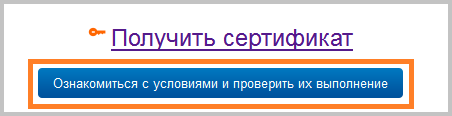 Получить сертификат
Ознакомиться с условиями и проверить их выполнение